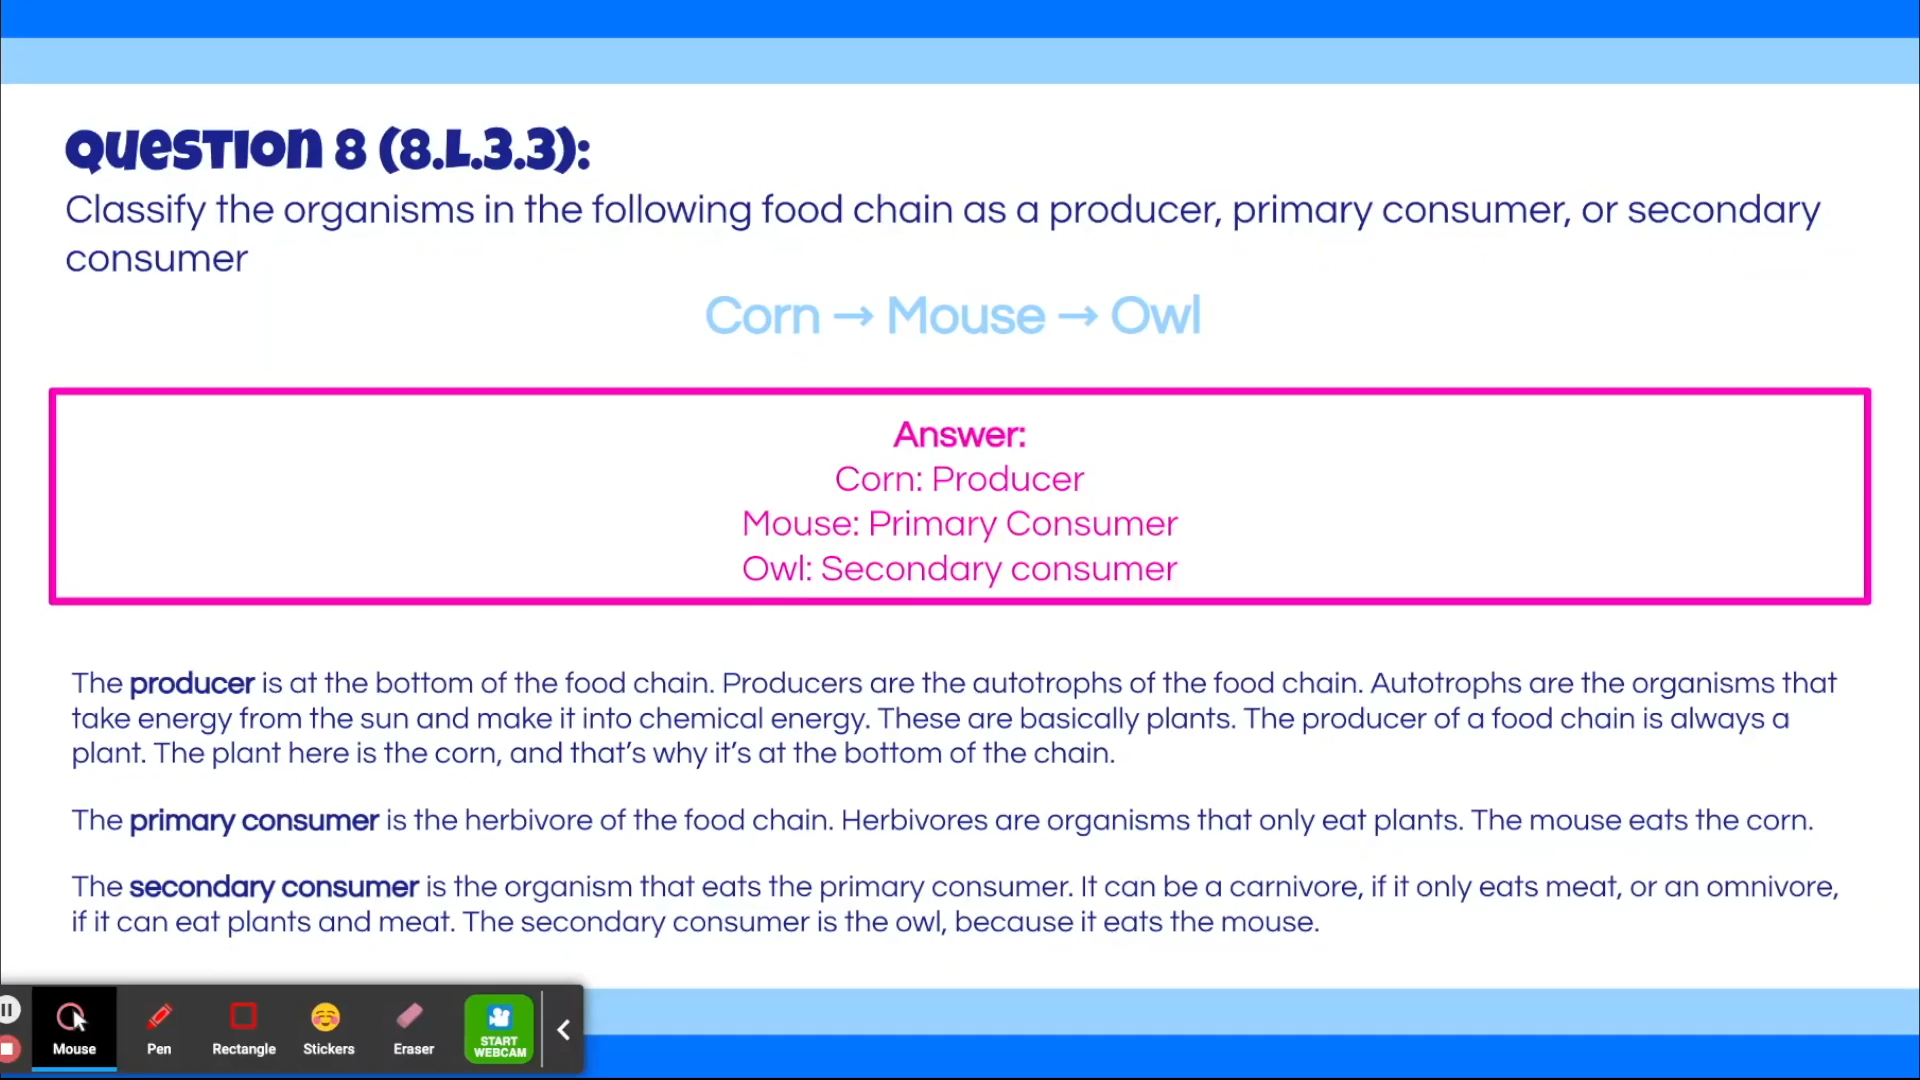 Question 8 (8.L.3.3):
Classify the organisms in the following food chain as a producer, primary consumer, or secondary
consumer
Corn → Mouse → Owl
Answer:
Corn: Producer
Mouse: Primary Consumer
Owl: Secondary consumer
The producer is at the bottom of the food chain. Producers are the autotrophs of the food chain. Autotrophs are the organisms that
take energy from the sun and make it into chemical energy. These are basically plants. The producer of a food chain is always a
plant. The plant here is the corn, and that’s why it’s at the bottom of the chain.
The primary consumer is the herbivore of the food chain. Herbivores are organisms that only eat plants. The mouse eats the corn.
The secondary consumer is the organism that eats the primary consumer. It can be a carnivore, if it only eats meat, or an omnivore,
if it can eat plants and meat. The secondary consumer is the owl, because it eats the mouse.
Mouse Pen Rectangle Stickers Eraser START
WEBCAM